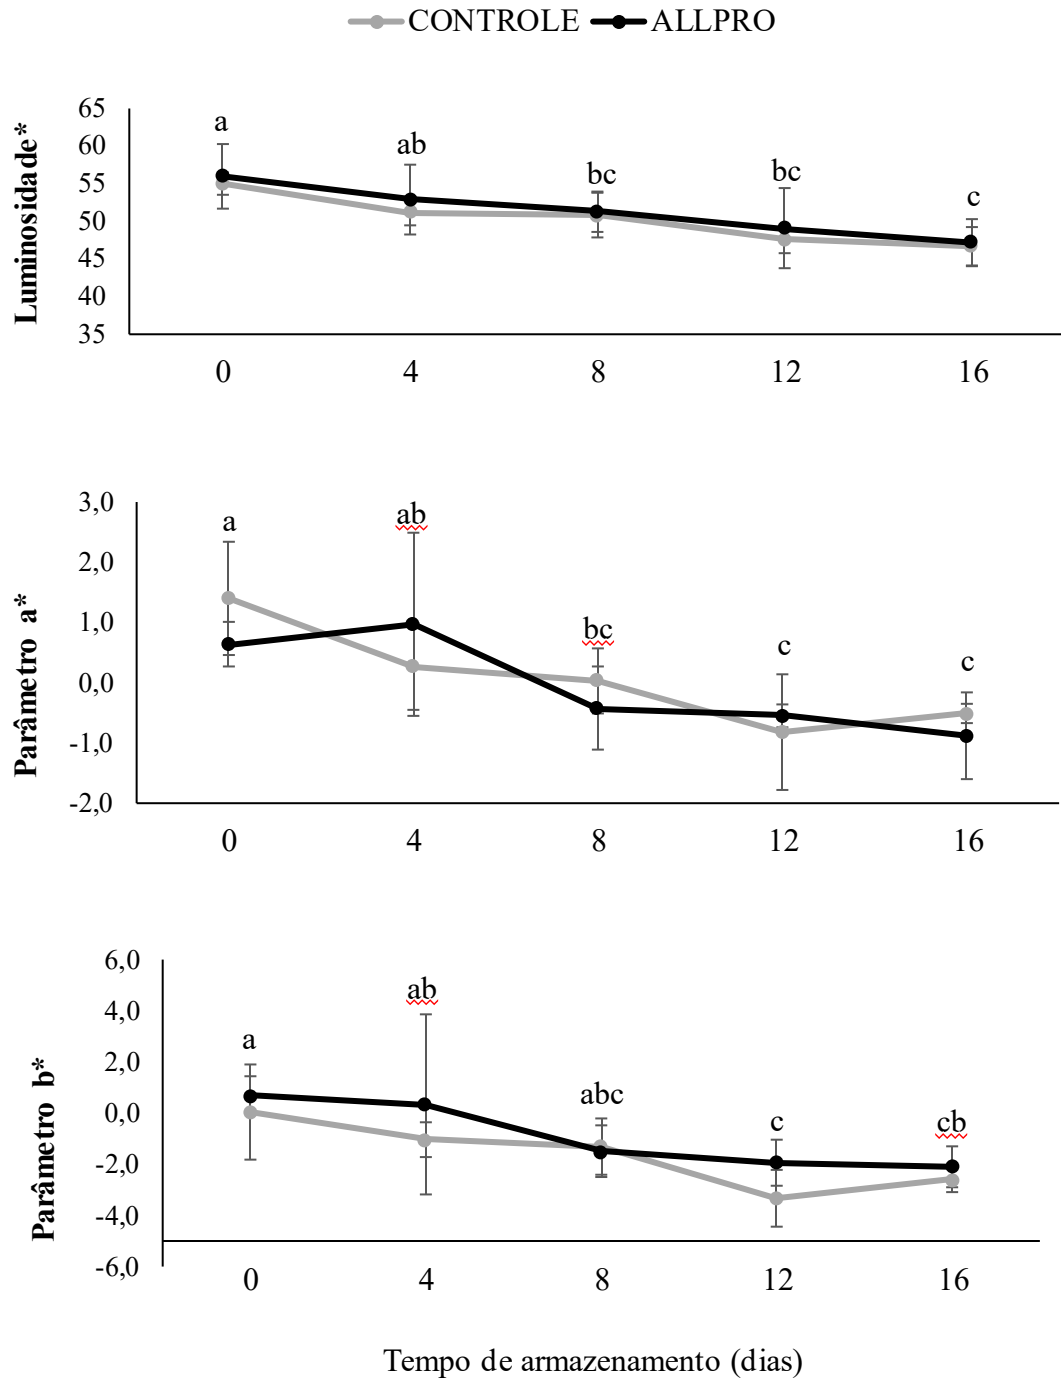 CONTROLE ALLPRO
Luminosidade*
65
60
55
50
45
40
35
a
ab
bc
bc
c
0 4 8 12 16
Parâmetro a*
3,0
2,0
1,0
0,0
-1,0
-2,0
a
ab
bc
c
c
0 4 8 12 16
Parâmetro b*
6,0
4,0
2,0
0,0
-2,0
-4,0
-6,0
a
ab
abc
c
cb
0 4 8 12 16
Tempo de armazenamento (dias)